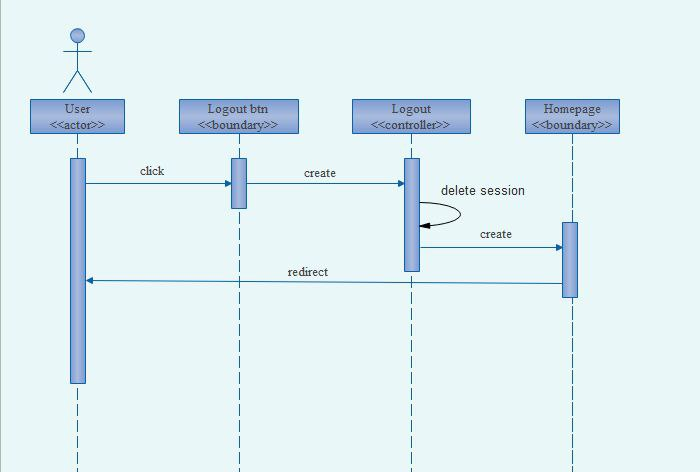 User
<<actor>>
Logout btn
<<boundary>>
Logout
<<controller>>
Homepage
<<boundary>>
click
create
delete session
create
redirect